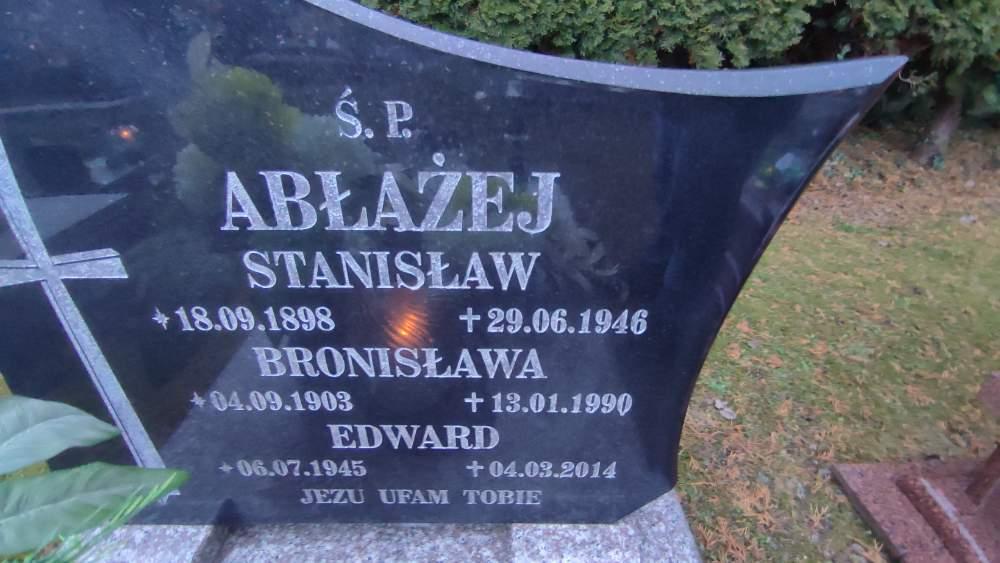 Ś. P.
ABŁAŻEJ
STANISŁAW
* 18.09.1898 + 29.06.1946
BRONISŁAWA
* 04.09.1903 + 13.01.1990
EDWARD
* 06.07.1945 + 04.03.2014
JEZU UFAM TOBIE